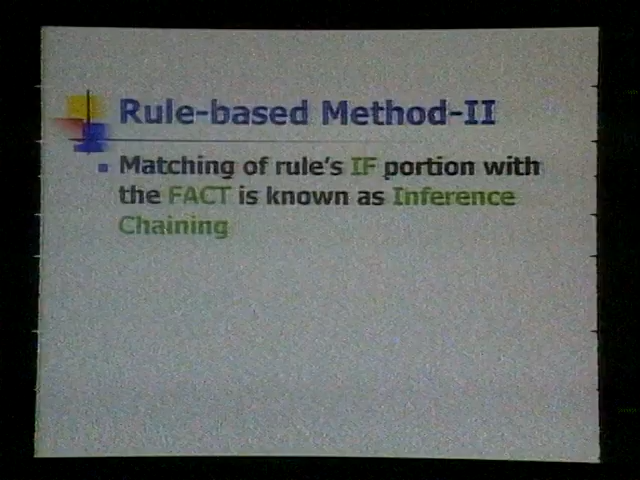 Rule-based Method-II
Matching of rule's IF portion with
the FACT is known as Inference
Chaining